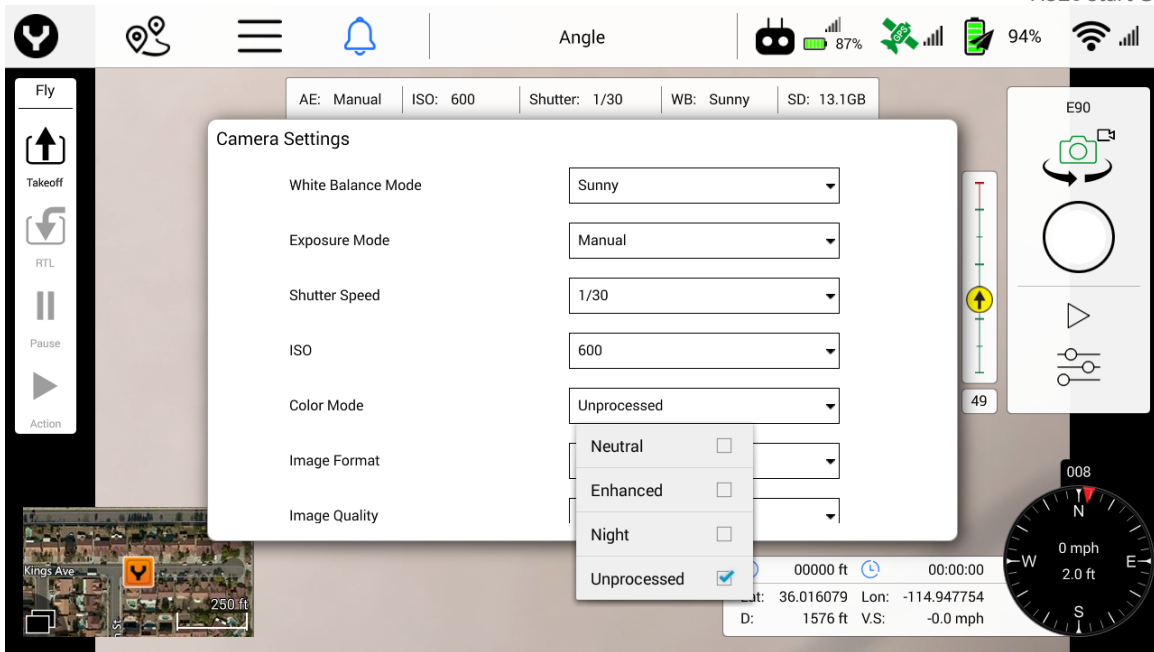 Angle
87%
GPS
94%
Fly
AE: Manual ISO: 600 Shutter: 1/30 WB: Sunny SD: 13.1GB
E90
Camera Settings
Takeoff
White Balance Mode Sunny
Exposure Mode Manual
RTL
Shutter Speed 1/30
Pause
ISO 600
Color Mode Unprocessed
49
Action
Neutral
Image Format
008
Enhanced
Image Quality
N
Night
Kings Ave
0 mph
W E
2.0 ft
Unprocessed
00000 ft 00:00:00
250 ft
36.016079 Lon: -114.947754
S
D: 1576 ft V.S: -0.0 mph